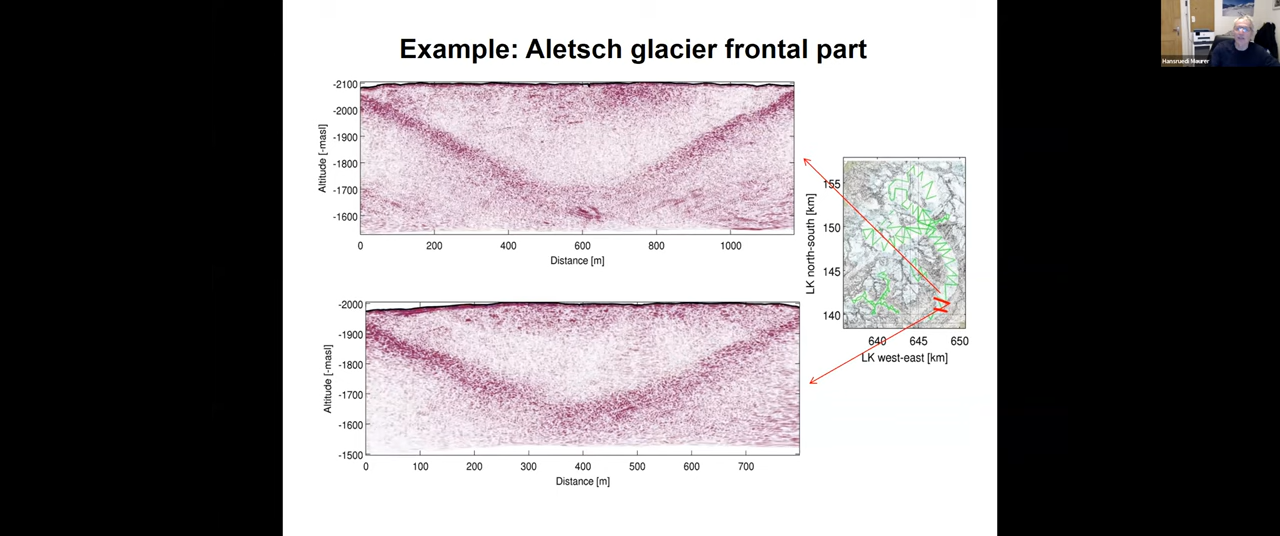 Example: Aletsch glacier frontal part
Hansruedi Maurer
-2100
-2000
-1900
-1800
-1700
-1600
Altitude [-masl]
0 200 400 600 800 1000
Distance [m]
-2000
-1900
-1800
-1700
-1600
-1500
Altitude [-masl]
0 100 200 300 400 500 600 700
Distance [m]
155
150
145
140
LK north-south [km]
640 645 650
LK west-east [km]